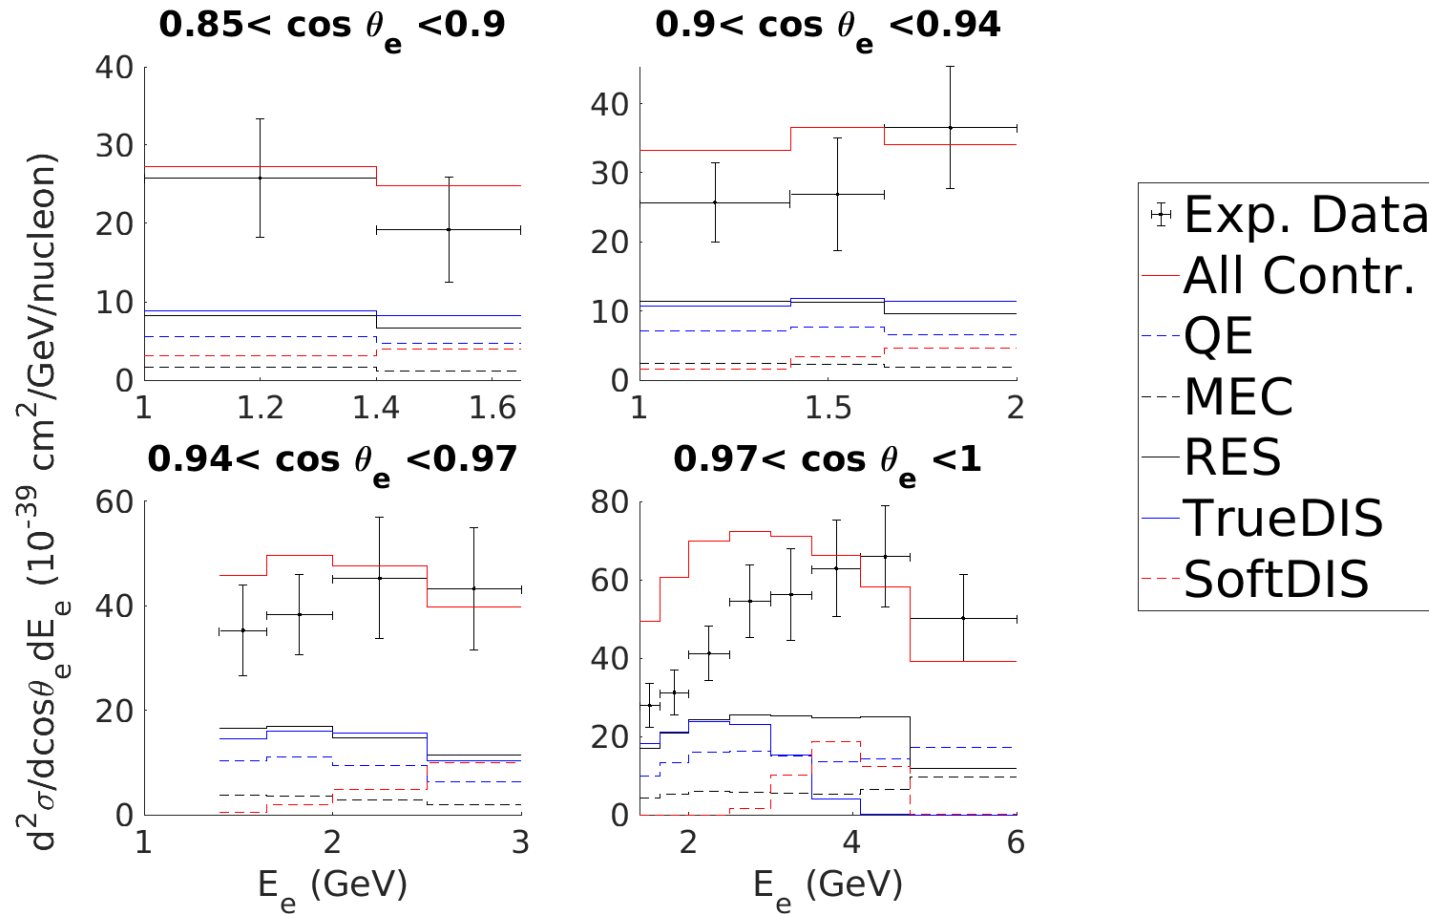 0.85< cos θe <0.9
0.9< cos θe <0.94
40
30
20
10
0
1
1.2
1.4
1.6
40
30
20
10
0
1
1.5
2
0.94< cos θe <0.97
0.97< cos θe <1
60
40
20
0
1
2
3
80
60
40
20
0
2
4
6
Ee (GeV)
Ee (GeV)
d²σ/dcosθedEe (10⁻³⁹ cm²/GeV/nucleon)
Exp. Data
All Contr.
QE
MEC
RES
TrueDIS
SoftDIS